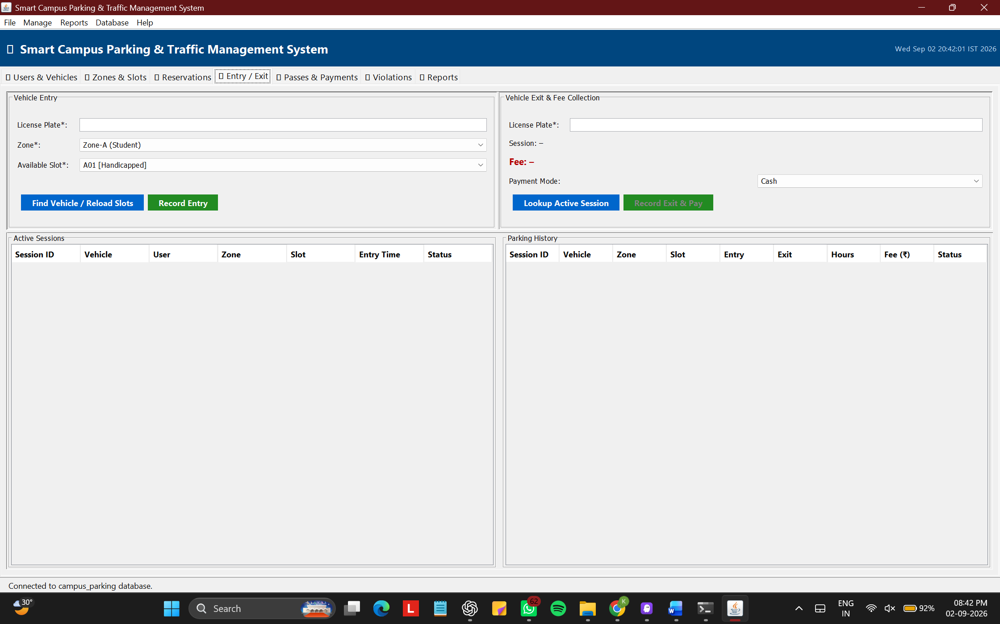 Smart Campus Parking & Traffic Management System
File Manage Reports Database Help
Smart Campus Parking & Traffic Management System
Wed Sep 02 20:42:01 IST 2026
Users & Vehicles Zones & Slots Reservations Entry / Exit Passes & Payments Violations Reports
Vehicle Entry
License Plate*:
Zone*: Zone-A (Student)
Available Slot*: A01 [Handicapped]
Find Vehicle / Reload Slots Record Entry
Vehicle Exit & Fee Collection
License Plate*:
Session: –
Fee: –
Payment Mode: Cash
Lookup Active Session Record Exit & Pay
Active Sessions
Session ID Vehicle User Zone Slot Entry Time Status
Parking History
Session ID Vehicle Zone Slot Entry Exit Hours Fee (₹) Status
Connected to campus_parking database.
30°
Search
L
62
K
W
ENG
IN
92%
08:42 PM
02-09-2026